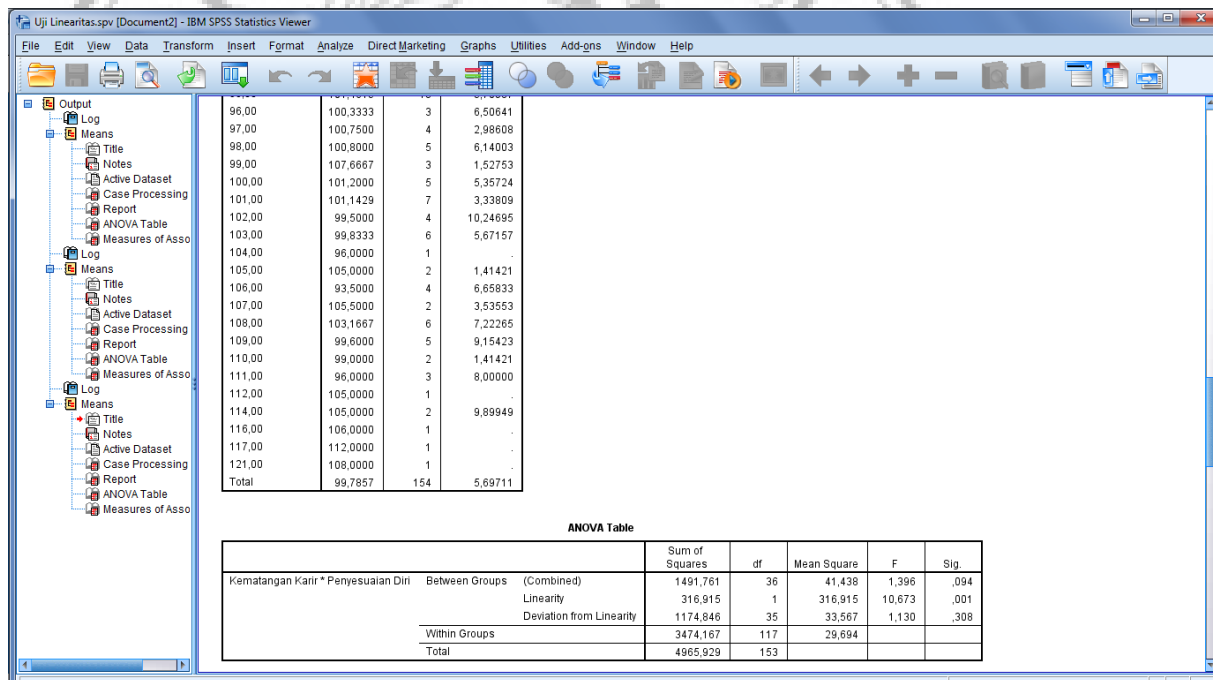 Uji Linearitas.spv [Document2] - IBM SPSS Statistics Viewer
File Edit View Data Transform Insert Format Analyze Direct Marketing Graphs Utilities Add-ons Window Help
Output
Log
Means
Title
Notes
Active Dataset
Case Processing
Report
ANOVA Table
Measures of Asso
Log
Means
Title
Notes
Active Dataset
Case Processing
Report
ANOVA Table
Measures of Asso
Log
Means
Title
Notes
Active Dataset
Case Processing
Report
ANOVA Table
Measures of Asso
96,00 100,3333 3 6,50641
97,00 100,7500 4 2,98608
98,00 100,8000 5 6,14003
99,00 107,6667 3 1,52753
100,00 101,2000 5 5,35724
101,00 101,1429 7 3,33809
102,00 99,5000 4 10,24695
103,00 99,8333 6 5,67157
104,00 96,0000 1 .
105,00 105,0000 2 1,41421
106,00 93,5000 4 6,65833
107,00 105,5000 2 3,53553
108,00 103,1667 6 7,22265
109,00 99,6000 5 9,15423
110,00 99,0000 2 1,41421
111,00 96,0000 3 8,00000
112,00 105,0000 1 .
114,00 105,0000 2 9,89949
116,00 106,0000 1 .
117,00 112,0000 1 .
121,00 108,0000 1 .
Total 99,7857 154 5,69711
ANOVA Table
Sum of Squares df Mean Square F Sig.
Kematangan Karir * Penyesuaian Diri Between Groups (Combined) 1491,761 36 41,438 1,396 ,094
Linearity 316,915 1 316,915 10,673 ,001
Deviation from Linearity 1174,846 35 33,567 1,130 ,308
Within Groups 3474,167 117 29,694
Total 4965,929 153